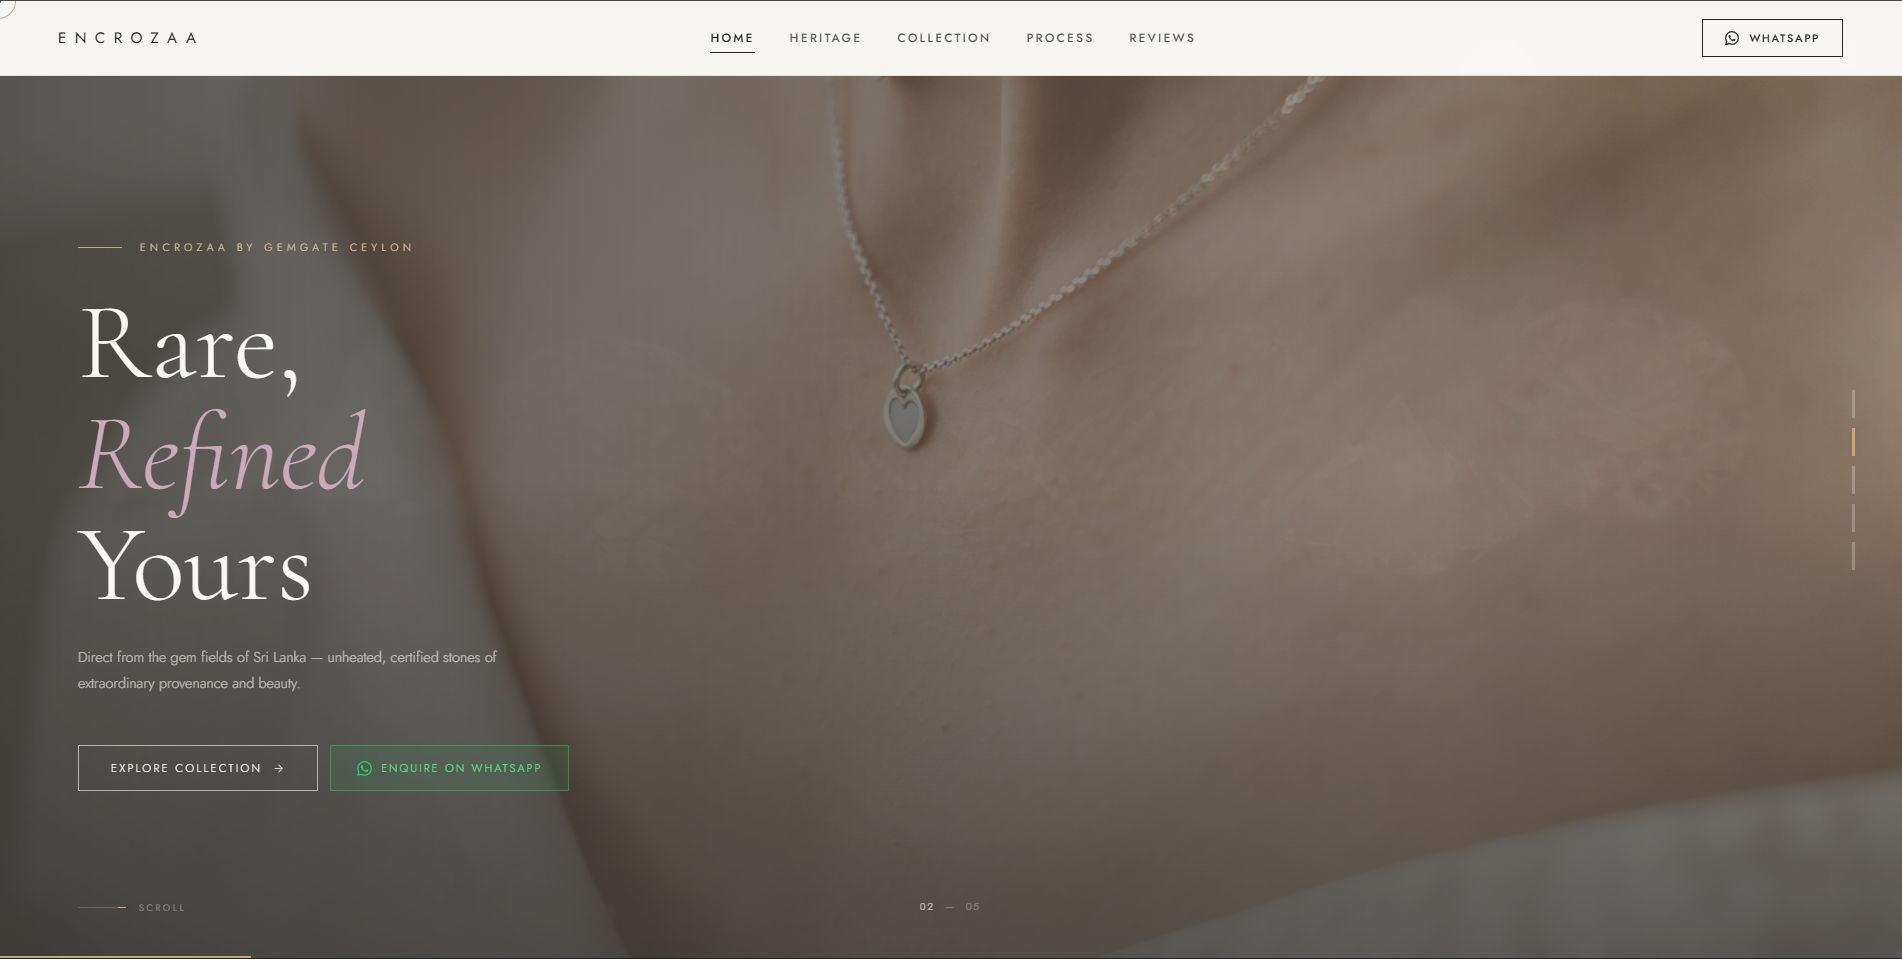 ENCROZAA
HOME HERITAGE COLLECTION PROCESS REVIEWS
WHATSAPP
ENCROZAA BY GEMGATE CEYLON
Rare,
Refined
Yours
Direct from the gem fields of Sri Lanka — unheated, certified stones of
extraordinary provenance and beauty.
EXPLORE COLLECTION →
ENQUIRE ON WHATSAPP
SCROLL
02 — 05